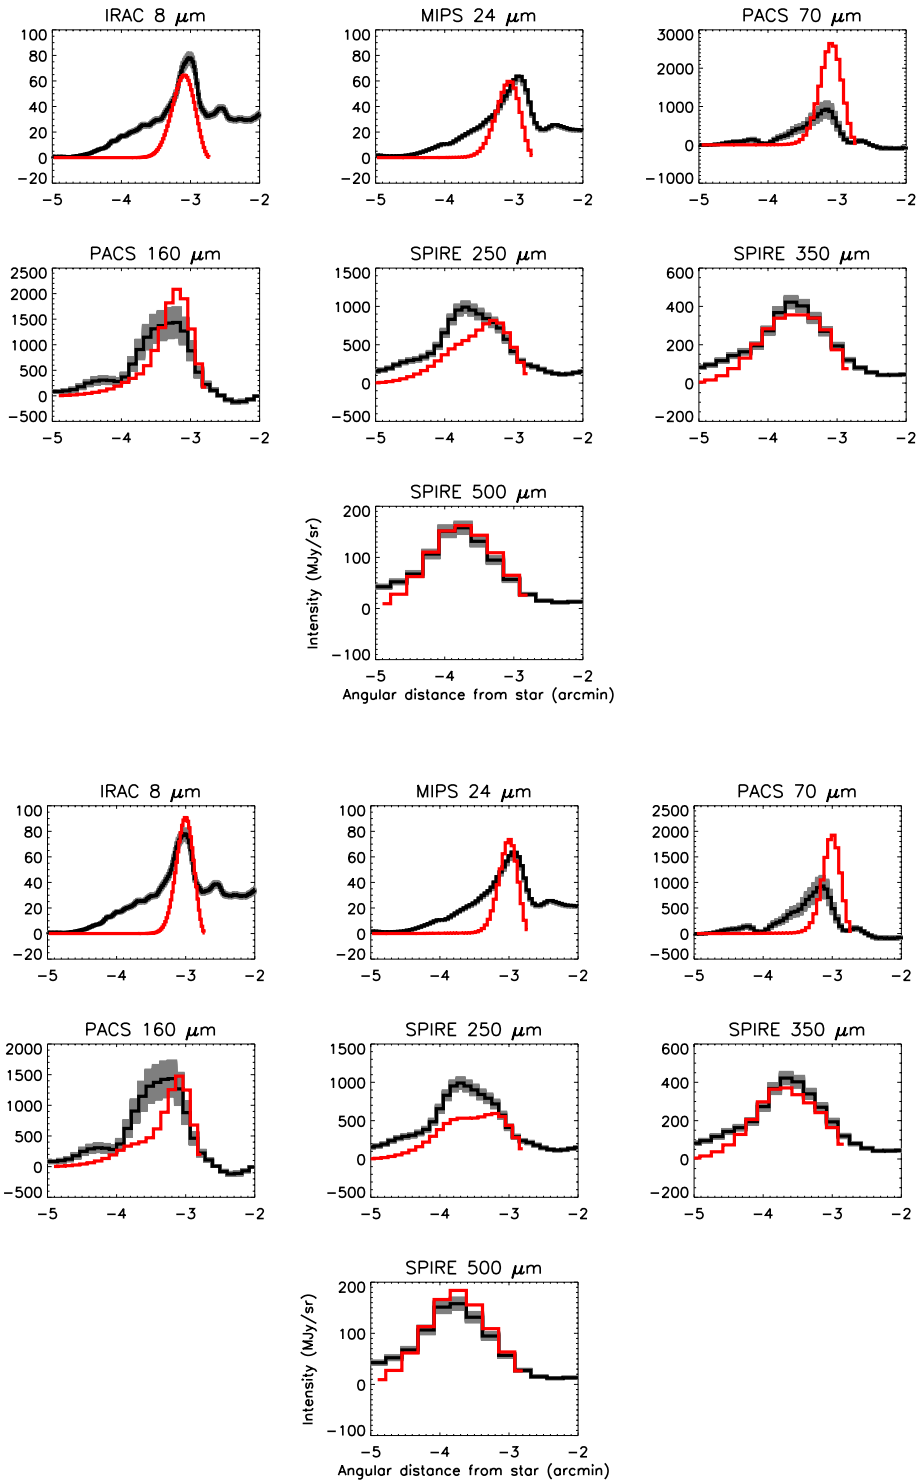 IRAC 8 μm MIPS 24 μm PACS 70 μm
100 100 3000
80 80
60 60 2000
40 40 1000
20 20
0 0 0
−20 −20 −1000
−5 −4 −3 −2 −5 −4 −3 −2 −5 −4 −3 −2
PACS 160 μm SPIRE 250 μm SPIRE 350 μm
2500 1500 600
2000
1500 1000 400
1000 500 200
500
0 0 0
−500 −500 −200
−5 −4 −3 −2 −5 −4 −3 −2 −5 −4 −3 −2
SPIRE 500 μm
Intensity (MJy/sr)
200
100
0
−100
−5 −4 −3 −2
Angular distance from star (arcmin)
IRAC 8 μm MIPS 24 μm PACS 70 μm
100 100 2500
80 80 2000
60 60 1500
40 40 1000
20 20 500
0 0 0
−20 −20 −500
−5 −4 −3 −2 −5 −4 −3 −2 −5 −4 −3 −2
PACS 160 μm SPIRE 250 μm SPIRE 350 μm
2000 1500 600
1500 1000 400
1000
500 500 200
0 0 0
−500 −500 −200
−5 −4 −3 −2 −5 −4 −3 −2 −5 −4 −3 −2
SPIRE 500 μm
Intensity (MJy/sr)
200
100
0
−100
−5 −4 −3 −2
Angular distance from star (arcmin)